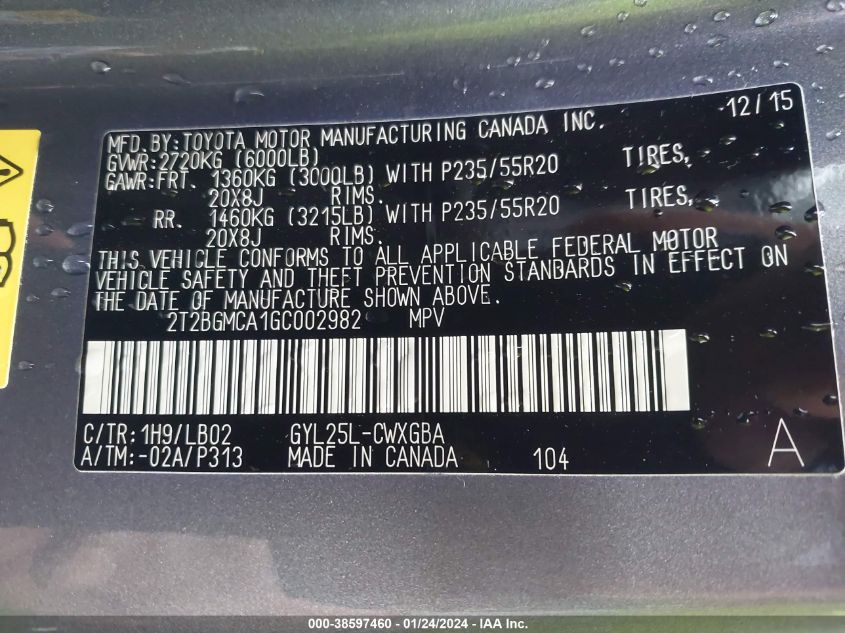 12/15
MFD. BY: TOYOTA MOTOR MANUFACTURING CANADA INC.
GVWR: 2720KG (6000LB)
GAWR: FRT. 1360KG (3000LB) WITH P235/55R20 TIRES,
20X8J RIMS.
RR. 1460KG (3215LB) WITH P235/55R20 TIRES,
20X8J RIMS.
THIS VEHICLE CONFORMS TO ALL APPLICABLE FEDERAL MOTOR
VEHICLE SAFETY AND THEFT PREVENTION STANDARDS IN EFFECT ON
THE DATE OF MANUFACTURE SHOWN ABOVE.
2T2BGMCA1GC002982 MPV
C/TR: 1H9/LB02 GYL25L-CWXGBA
A/TM: -02A/P313 MADE IN CANADA 104 A
000-38597460 - 01/24/2024 - IAA Inc.